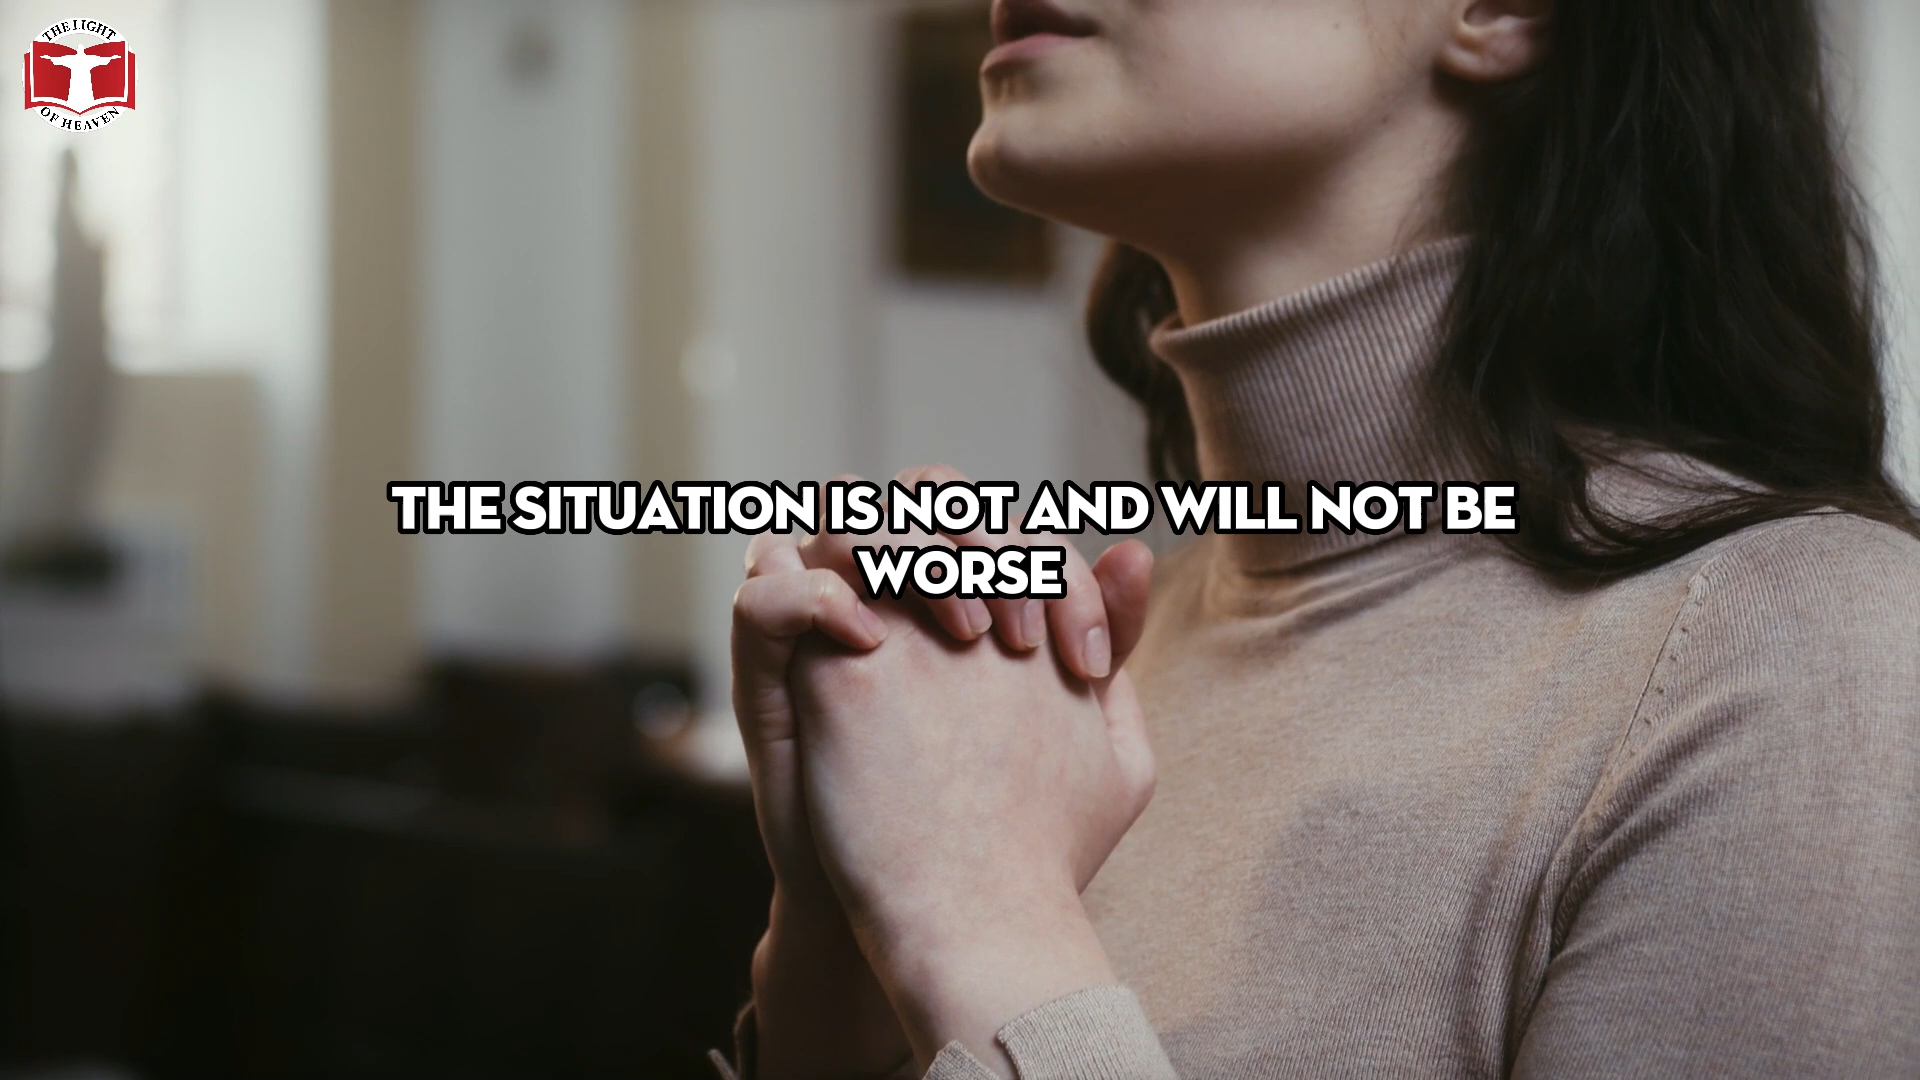 THE LIGHT
OF HEAVEN
THE SITUATION IS NOT AND WILL NOT BE
WORSE